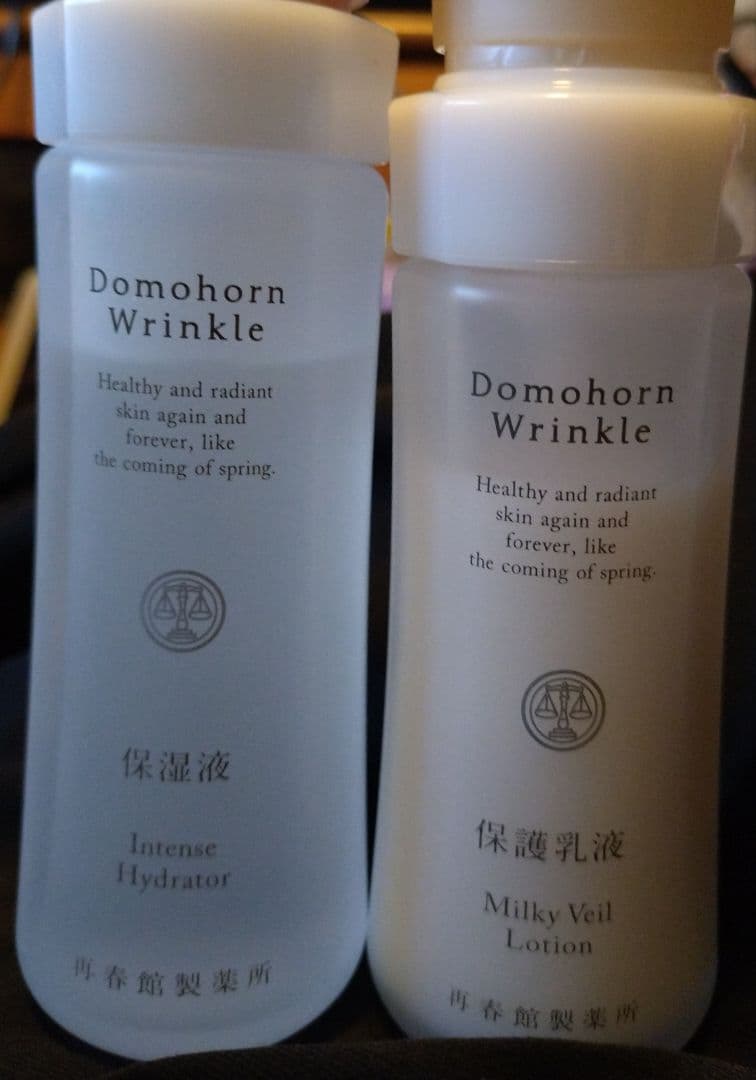 Domohorn
Wrinkle
Healthy and radiant
skin again and
forever, like
the coming of spring.
保湿液
Intense
Hydrator
再春館製薬所
Domohorn
Wrinkle
Healthy and radiant
skin again and
forever, like
the coming of spring.
保護乳液
Milky Veil
Lotion
再春館製薬所